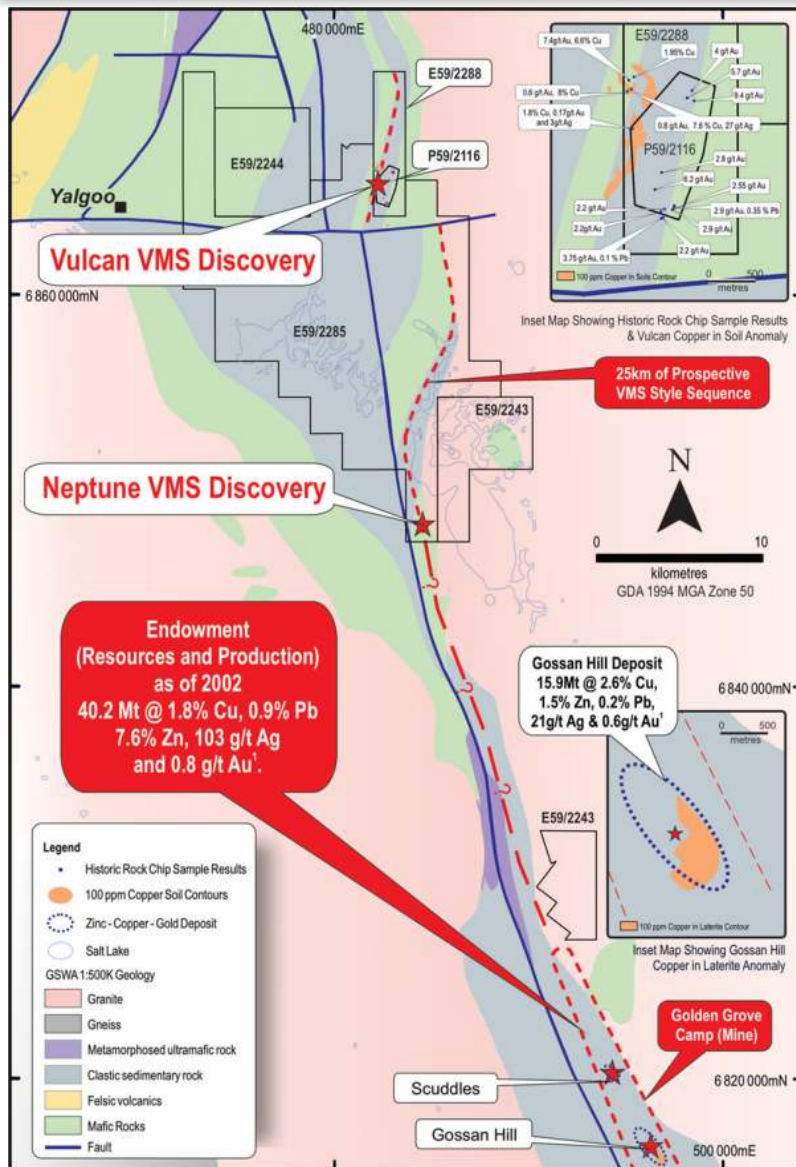 480 000mE
E59/2288
P59/2116
E59/2244
Yalgoo
Vulcan VMS Discovery
6 860 000mN
E59/2285
25km of Prospective
VMS Style Sequence
E59/2243
Neptune VMS Discovery
N
0 10
kilometres
GDA 1994 MGA Zone 50
E59/2288
7.4g/t Au, 6.6% Cu
1.95% Cu
4 g/t Au
5.7 g/t Au
0.6 g/t Au, 8% Cu
9.4 g/t Au
1.8% Cu, 0.17g/t Au
and 3g/t Ag
0.8 g/t Au, 7.6 % Cu, 27 g/t Ag
P59/2116
2.8 g/t Au
6.2 g/t Au
2.55 g/t Au
2.2 g/t Au
2.9 g/t Au, 0.35 % Pb
2.2g/t Au
2.9 g/t Au
3.75 g/t Au, 0.1 % Pb
2.2 g/t Au
100 ppm Copper in Soils Contour
0 500
metres
Inset Map Showing Historic Rock Chip Sample Results
& Vulcan Copper in Soil Anomaly
Endowment
(Resources and Production)
as of 2002
40.2 Mt @ 1.8% Cu, 0.9% Pb
7.6% Zn, 103 g/t Ag
and 0.8 g/t Au¹.
?
?
?
Gossan Hill Deposit
15.9Mt @ 2.6% Cu,
1.5% Zn, 0.2% Pb,
21g/t Ag & 0.6g/t Au¹
6 840 000mN
0 500
metres
100 ppm Copper in Laterite Contour
Inset Map Showing Gossan Hill
Copper in Laterite Anomaly
E59/2243
Golden Grove
Camp (Mine)
Scuddles
6 820 000mN
Gossan Hill
500 000mE
Legend
Historic Rock Chip Sample Results
100 ppm Copper Soil Contours
Zinc - Copper - Gold Deposit
Salt Lake
GSWA 1:500K Geology
Granite
Gneiss
Metamorphosed ultramafic rock
Clastic sedimentary rock
Felsic volcanics
Mafic Rocks
Fault